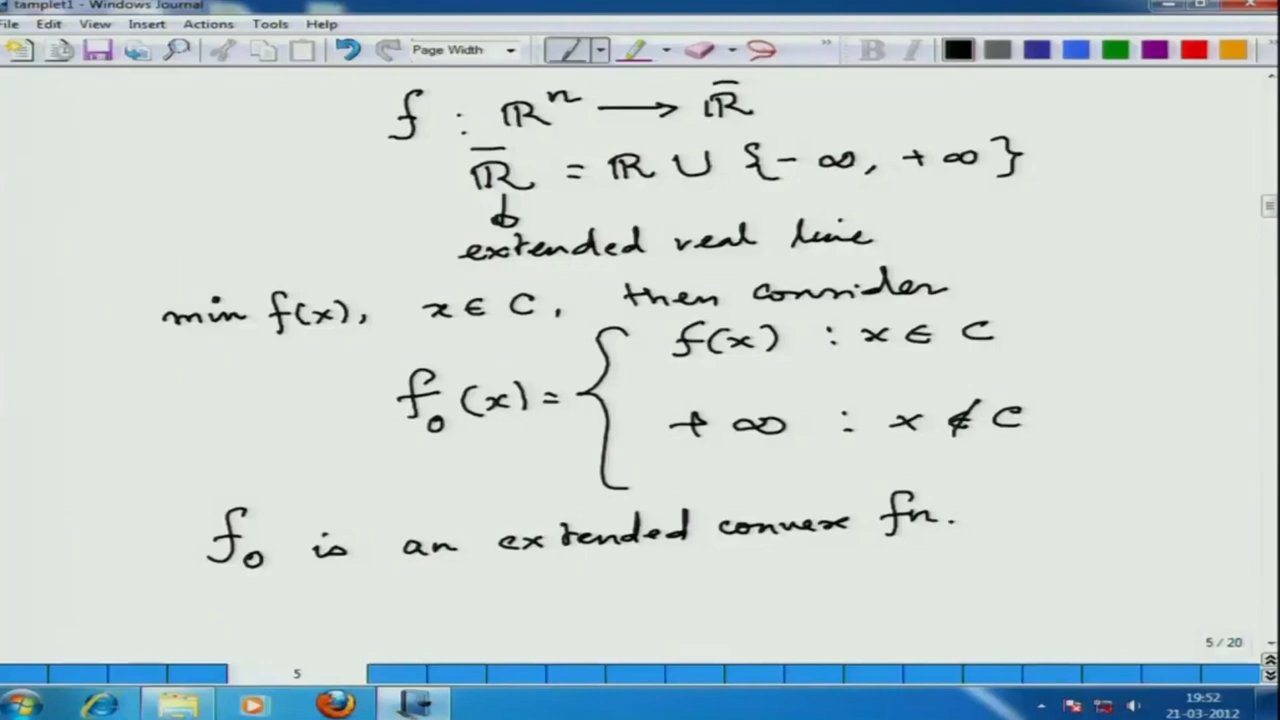 tamplet1 - Windows Journal
File Edit View Insert Actions Tools Help
Page Width B I
f : ℝⁿ ⟶ ℝ̄
ℝ̄ = ℝ ∪ {- ∞, + ∞}
extended real line
min f(x), x ∈ C, then consider
f(x) : x ∈ C
f₀(x) = {
+ ∞ : x ∉ C
f₀ is an extended convex fn.
5 / 20
5
19:52
21-03-2012